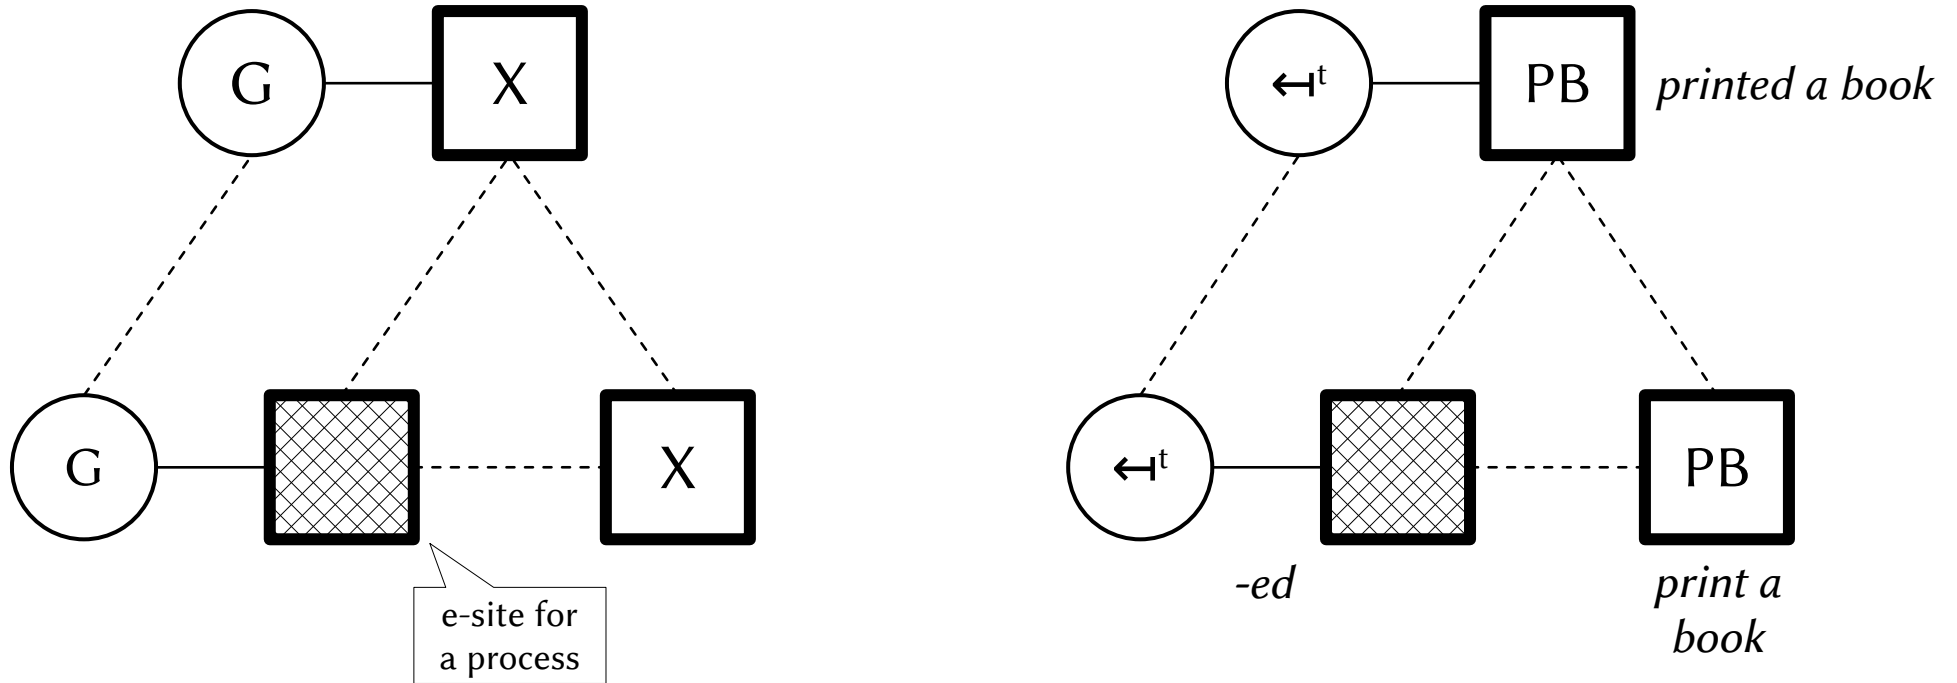 G
X
G
X
e-site for
a process
↤ᵗ
PB
printed a book
↤ᵗ
PB
-ed
print a
book